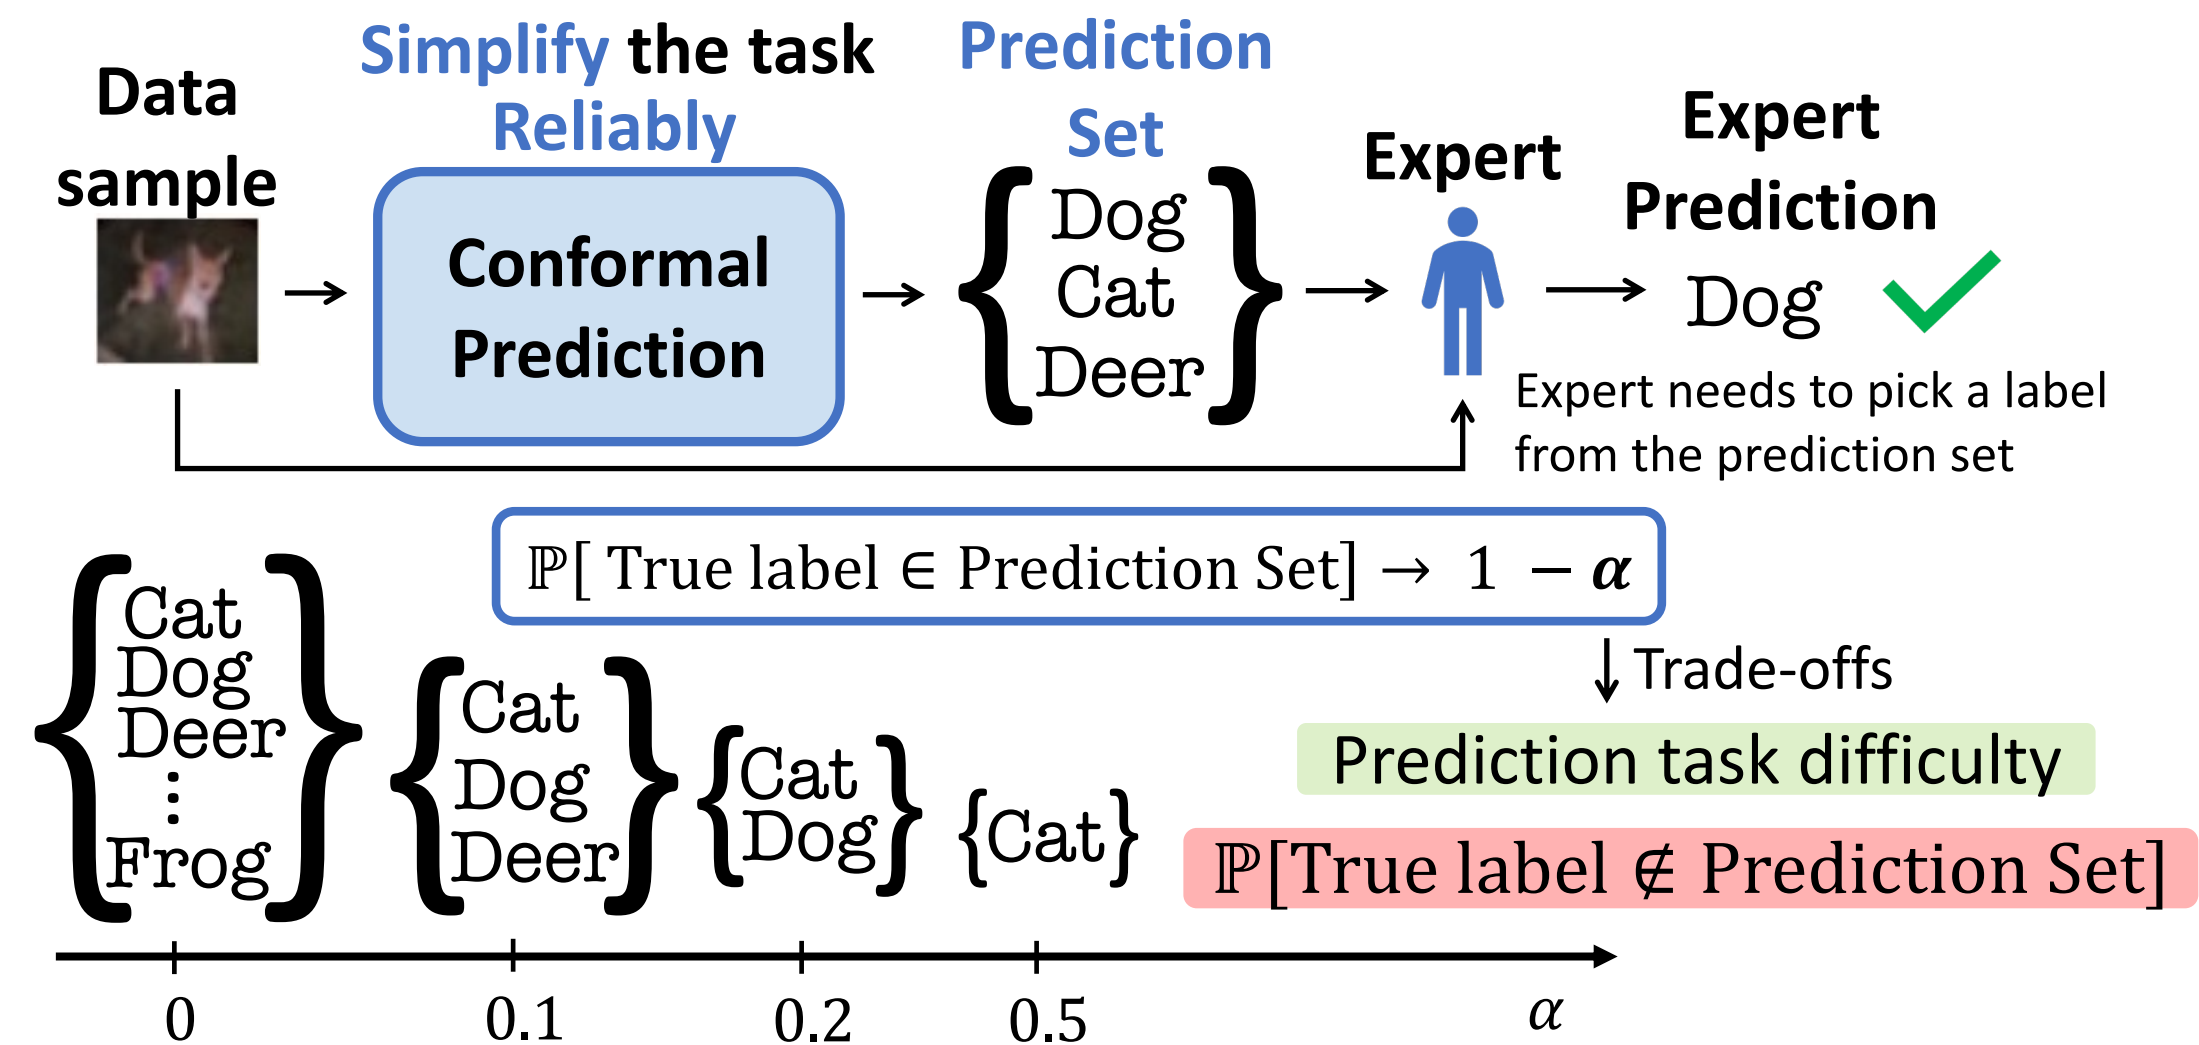 Data
sample
Simplify the task
Reliably
Conformal
Prediction
Prediction
Set
{
Dog
Cat
Deer
}
Expert
Expert
Prediction
Dog
Expert needs to pick a label
from the prediction set
ℙ[ True label ∈ Prediction Set] → 1 − α
Trade-offs
Prediction task difficulty
ℙ[True label ∉ Prediction Set]
{
Cat
Dog
Deer
⋮
Frog
}
{
Cat
Dog
Deer
}
{
Cat
Dog
}
{Cat}
0 0.1 0.2 0.5 α